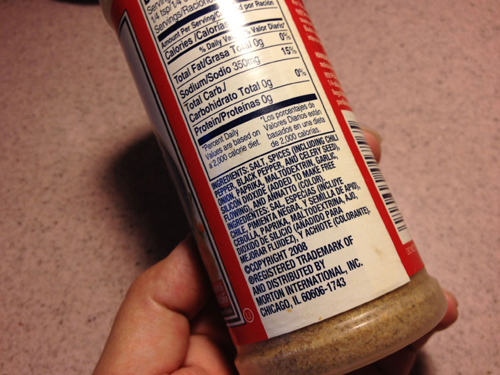 1/4 tsp
Servings/Racion
Amount Per Serving
por Ración
Calories
% Daily Valor Diario*
Total Fat/Grasa Total 0g 0%
Sodium/Sodio 350mg 15%
Total Carb./
Carbohidrato Total 0g 0%
Protein/Proteinas 0g
*Percent Daily
Values are based on
a 2,000 calorie diet.
*Los porcentajes de
Valores Diarios están
basados en una dieta
de 2,000 calorías.
INGREDIENTS: SALT, SPICES (INCLUDING CHILI
PEPPER, BLACK PEPPER, AND CELERY SEED),
ONION, PAPRIKA, MALTODEXTRIN, GARLIC,
SILICON DIOXIDE (ADDED TO MAKE FREE
FLOWING), AND ANNATTO (COLOR).
INGREDIENTES: SAL, ESPECIAS (INCLUYE
CHILE, PIMIENTA NEGRA, Y SEMILLA DE APIO),
CEBOLLA, PAPRIKA, MALTODEXTRINA, AJO,
DIÓXIDO DE SILICIO (AÑADIDO PARA
MEJORAR FLUIDEZ), Y ACHIOTE (COLORANTE).
©COPYRIGHT 2008
®REGISTERED TRADEMARK OF
AND DISTRIBUTED BY
MORTON INTERNATIONAL, INC.
CHICAGO, IL 60606-1743